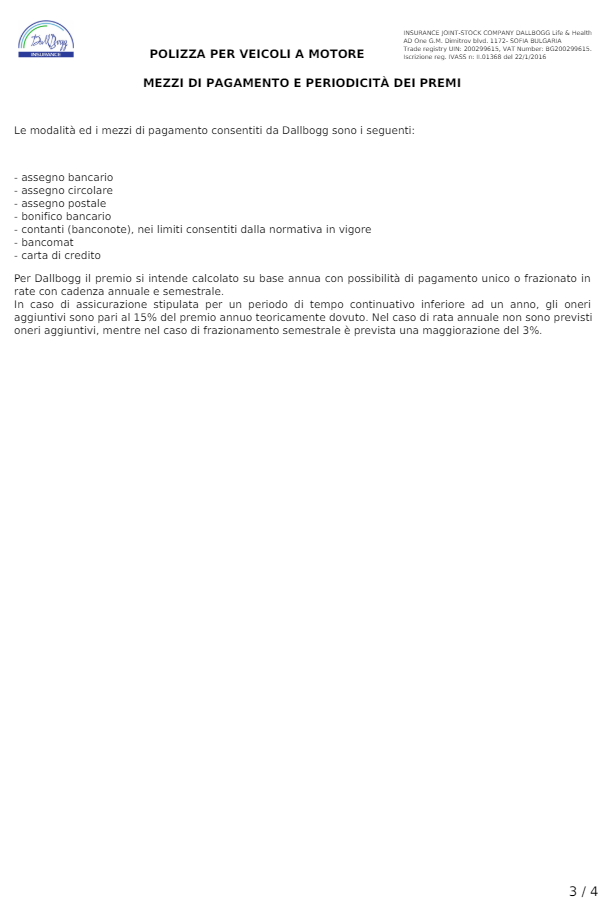 DallBogg
INSURANCE
INSURANCE JOINT-STOCK COMPANY DALLBOGG Life & Health
AD One G.M. Dimitrov blvd. 1172- SOFIA BULGARIA
Trade registry UIN: 200299615, VAT Number: BG200299615.
Iscrizione reg. IVASS n: II.01368 del 22/1/2016
POLIZZA PER VEICOLI A MOTORE
MEZZI DI PAGAMENTO E PERIODICITÀ DEI PREMI
Le modalità ed i mezzi di pagamento consentiti da Dallbogg sono i seguenti:
- assegno bancario
- assegno circolare
- assegno postale
- bonifico bancario
- contanti (banconote), nei limiti consentiti dalla normativa in vigore
- bancomat
- carta di credito
Per Dallbogg il premio si intende calcolato su base annua con possibilità di pagamento unico o frazionato in
rate con cadenza annuale e semestrale.
In caso di assicurazione stipulata per un periodo di tempo continuativo inferiore ad un anno, gli oneri
aggiuntivi sono pari al 15% del premio annuo teoricamente dovuto. Nel caso di rata annuale non sono previsti
oneri aggiuntivi, mentre nel caso di frazionamento semestrale è prevista una maggiorazione del 3%.
3 / 4